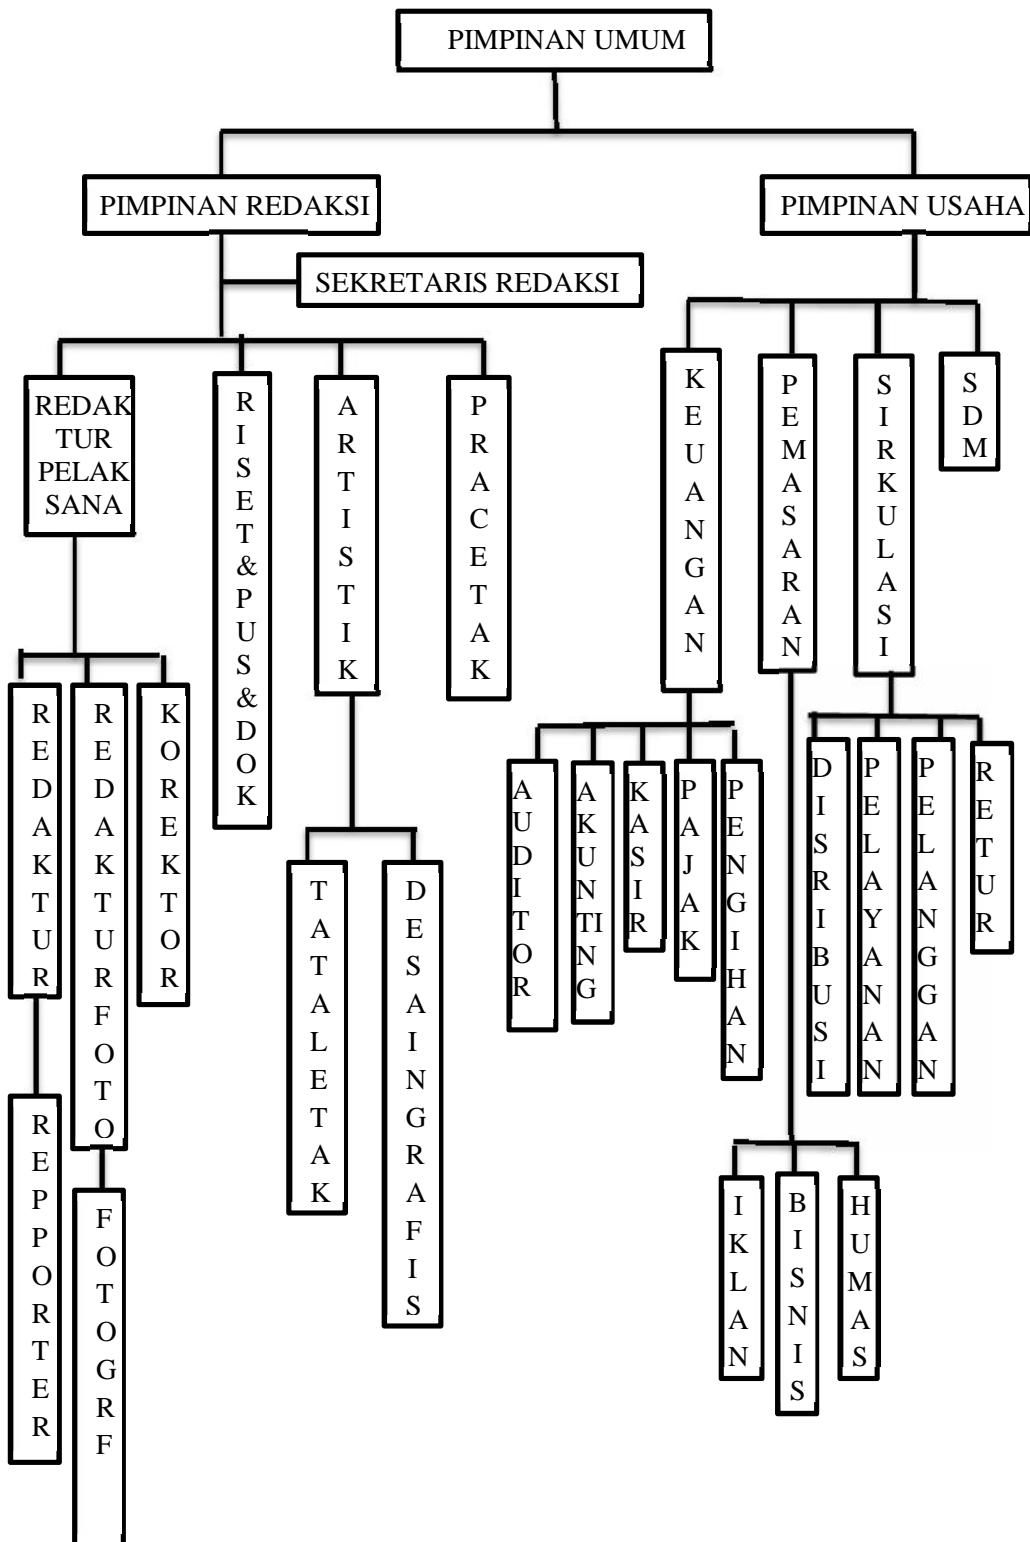 PIMPINAN UMUM
PIMPINAN REDAKSI
PIMPINAN USAHA
SEKRETARIS REDAKSI
REDAK
TUR
PELAK
SANA
RISET&PUS&DOK
ARTISTIK
PRACETAK
KEUANGAN
PEMASARAN
SIRKULASI
SDM
REDAKTUR
REDAKTURFOTO
KOREKTOR
TATALETAK
DESAINGRAFIS
AUDITOR
AKUNTING
KASIR
PAJAK
PENGIHAN
DISRIBUSI
PELAYANAN
PELANGGAN
RETUR
REPPORTER
FOTOGRF
IKLAN
BISNIS
HUMAS